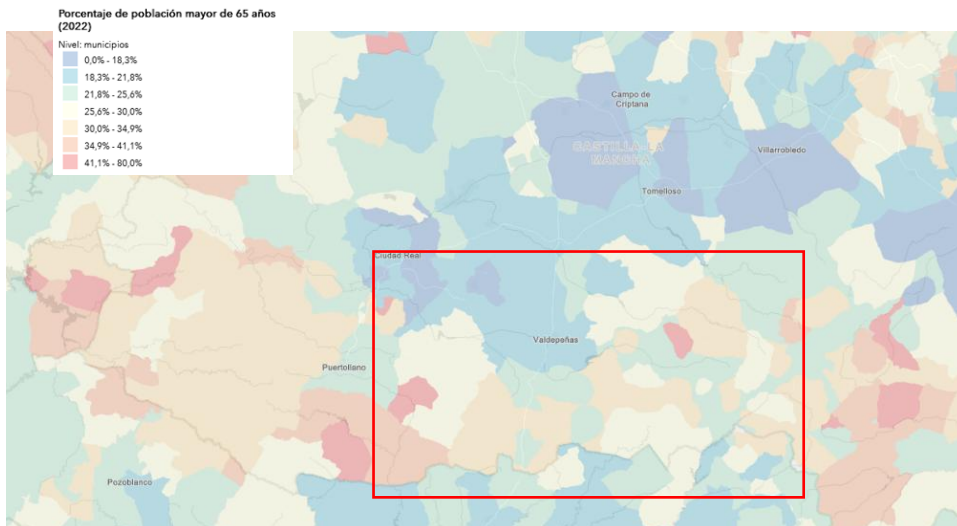 Porcentaje de población mayor de 65 años
(2022)
Nivel: municipios
0,0% - 18,3%
18,3% - 21,8%
21,8% - 25,6%
25,6% - 30,0%
30,0% - 34,9%
34,9% - 41,1%
41,1% - 80,0%
Campo de
Criptana
CASTILLA-LA
MANCHA
Villarrobledo
Tomelloso
Ciudad Real
Valdepeñas
Puertollano
Pozoblanco